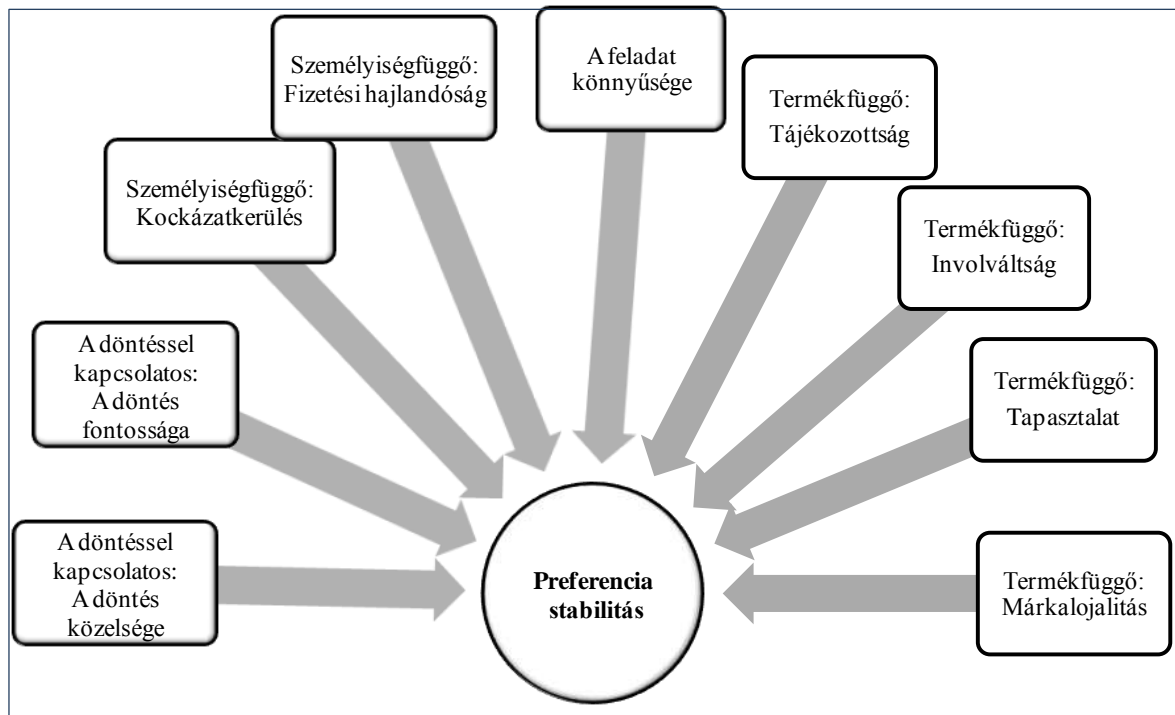 Személyiségfüggő:
Fizetési hajlandóság
A feladat
könnyűsége
Termékfüggő:
Tájékozottság
Személyiségfüggő:
Kockázatkerülés
Termékfüggő:
Involváltság
A döntéssel
kapcsolatos:
A döntés
fontossága
Termékfüggő:
Tapasztalat
A döntéssel
kapcsolatos:
A döntés
közelsége
Preferencia
stabilitás
Termékfüggő:
Márkalojalitás